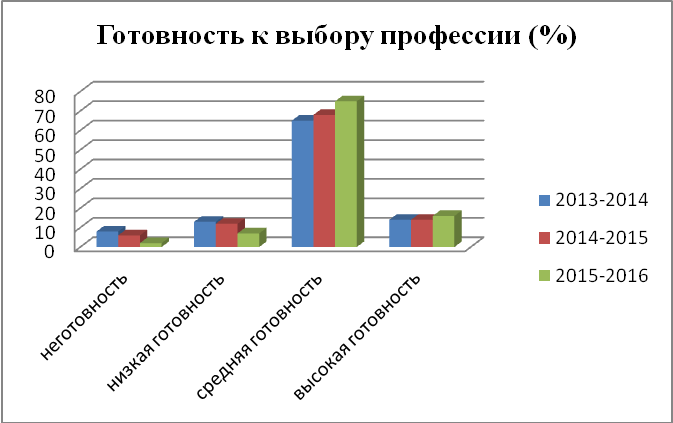 Готовность к выбору профессии (%)
80
70
60
50
40
30
20
10
0
неготовность
низкая готовность
средняя готовность
высокая готовность
2013-2014
2014-2015
2015-2016